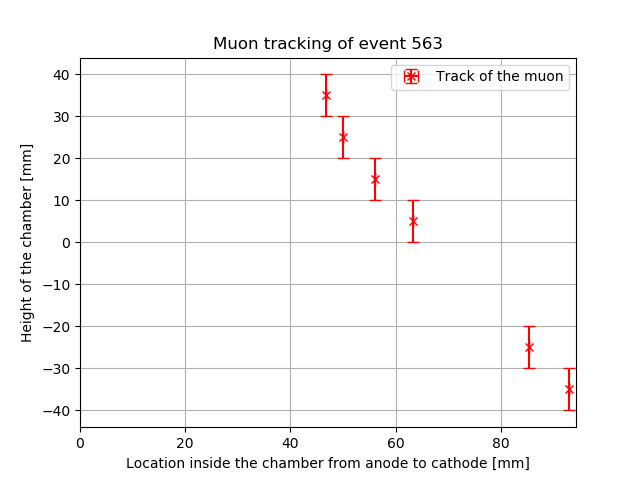 Muon tracking of event 563
Track of the muon
Height of the chamber [mm]
40
30
20
10
0
−10
−20
−30
−40
0 20 40 60 80
Location inside the chamber from anode to cathode [mm]